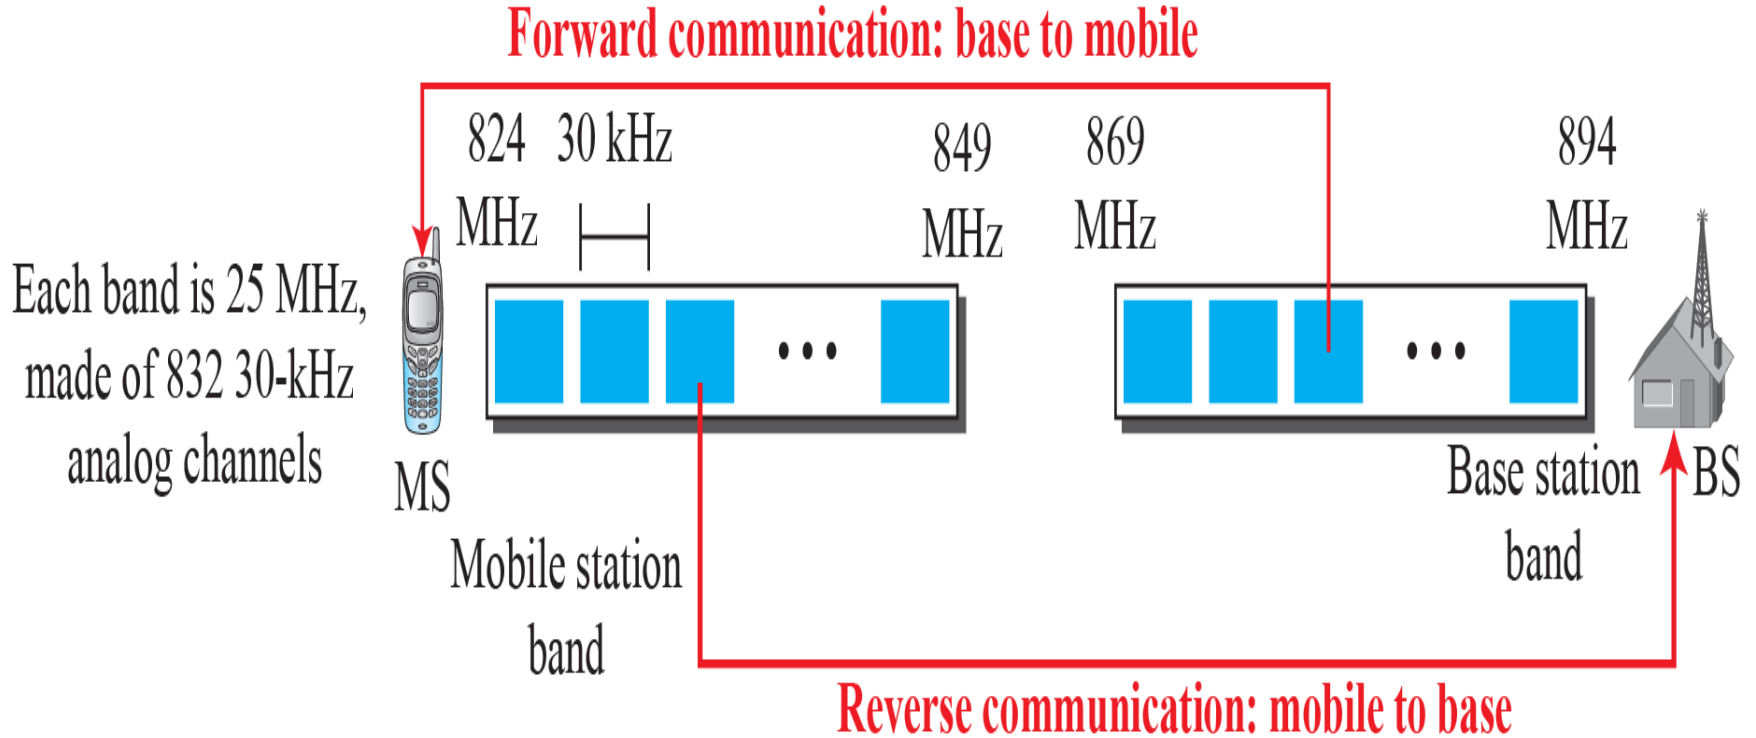 Forward communication: base to mobile
824
MHz
30 kHz
849
MHz
869
MHz
894
MHz
Each band is 25 MHz,
made of 832 30-kHz
analog channels
MS
Mobile station
band
Base station
band
BS
Reverse communication: mobile to base